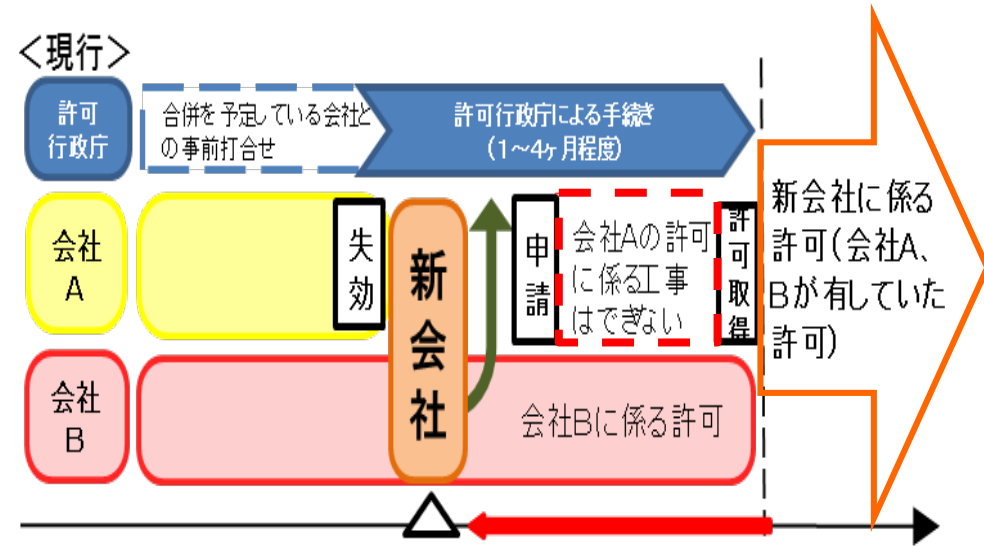 <現行>
許可
行政庁
合併を予定している会社と
の事前打合せ
許可行政庁による手続き
(1～4ヶ月程度)
会社
A
失
効
新
会
社
申
請
会社Aの許可
に係る工事
はできない
許
可
取
得
新会社に係る
許可(会社A、
Bが有していた
許可)
会社
B
会社Bに係る許可